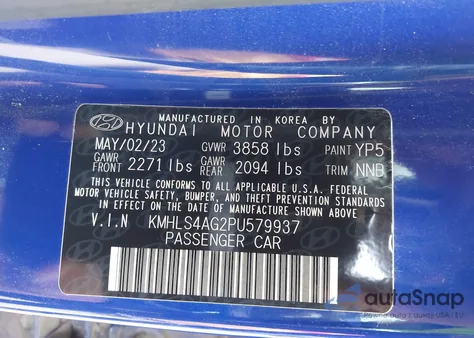 MANUFACTURED IN KOREA BY
HYUNDAI MOTOR COMPANY
MAY/02/23 GVWR 3858 lbs PAINT YP5
GAWR FRONT 2271 lbs GAWR REAR 2094 lbs TRIM NNB
THIS VEHICLE CONFORMS TO ALL APPLICABLE U.S.A. FEDERAL
MOTOR VEHICLE SAFETY, BUMPER, AND THEFT PREVENTION STANDARDS
IN EFFECT ON THE DATE OF MANUFACTURE SHOWN ABOVE.
V.I.N KMHLS4AG2PU579937
PASSENGER CAR
autoSnap